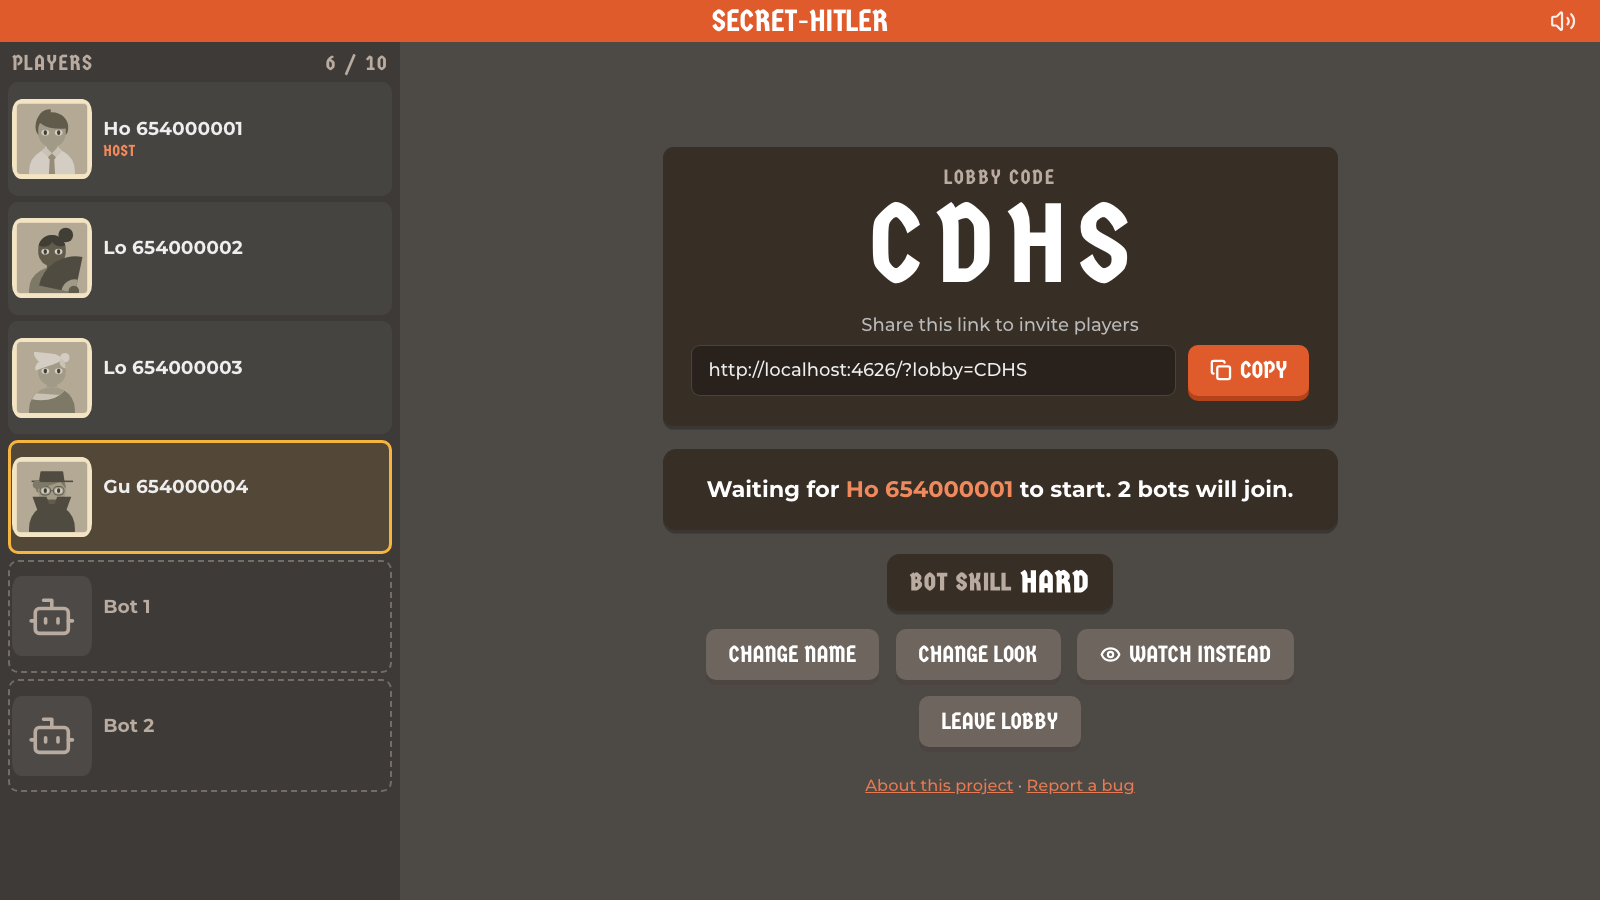 SECRET-HITLER
PLAYERS 6 / 10
Ho 654000001
HOST
Lo 654000002
Lo 654000003
Gu 654000004
Bot 1
Bot 2
LOBBY CODE
CDHS
Share this link to invite players
http://localhost:4626/?lobby=CDHS
COPY
Waiting for Ho 654000001 to start. 2 bots will join.
BOT SKILL HARD
CHANGE NAME
CHANGE LOOK
WATCH INSTEAD
LEAVE LOBBY
About this project · Report a bug